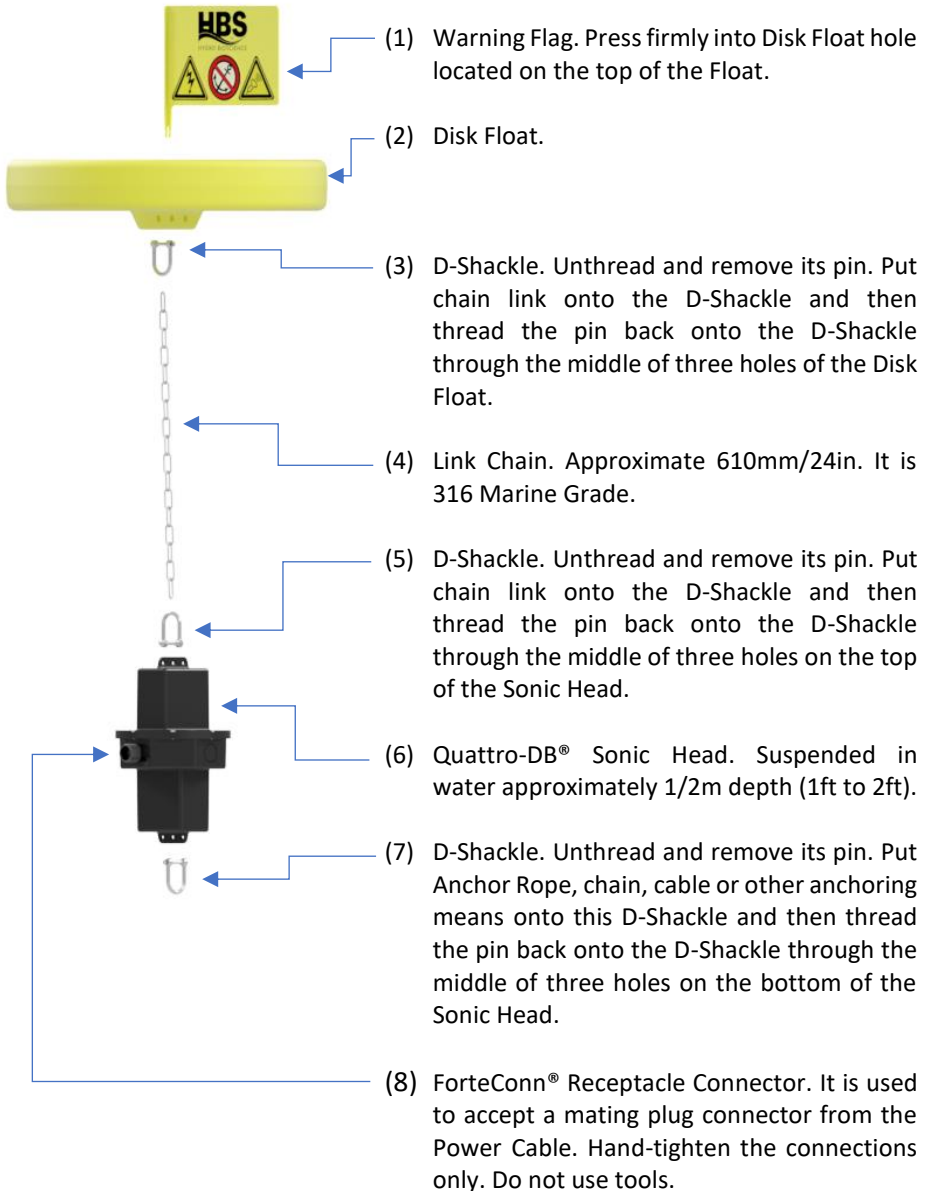 HBS
(1) Warning Flag. Press firmly into Disk Float hole
located on the top of the Float.
(2) Disk Float.
(3) D-Shackle. Unthread and remove its pin. Put
chain link onto the D-Shackle and then
thread the pin back onto the D-Shackle
through the middle of three holes of the Disk
Float.
(4) Link Chain. Approximate 610mm/24in. It is
316 Marine Grade.
(5) D-Shackle. Unthread and remove its pin. Put
chain link onto the D-Shackle and then
thread the pin back onto the D-Shackle
through the middle of three holes on the top
of the Sonic Head.
(6) Quattro-DB® Sonic Head. Suspended in
water approximately 1/2m depth (1ft to 2ft).
(7) D-Shackle. Unthread and remove its pin. Put
Anchor Rope, chain, cable or other anchoring
means onto this D-Shackle and then thread
the pin back onto the D-Shackle through the
middle of three holes on the bottom of the
Sonic Head.
(8) ForteConn® Receptacle Connector. It is used
to accept a mating plug connector from the
Power Cable. Hand-tighten the connections
only. Do not use tools.